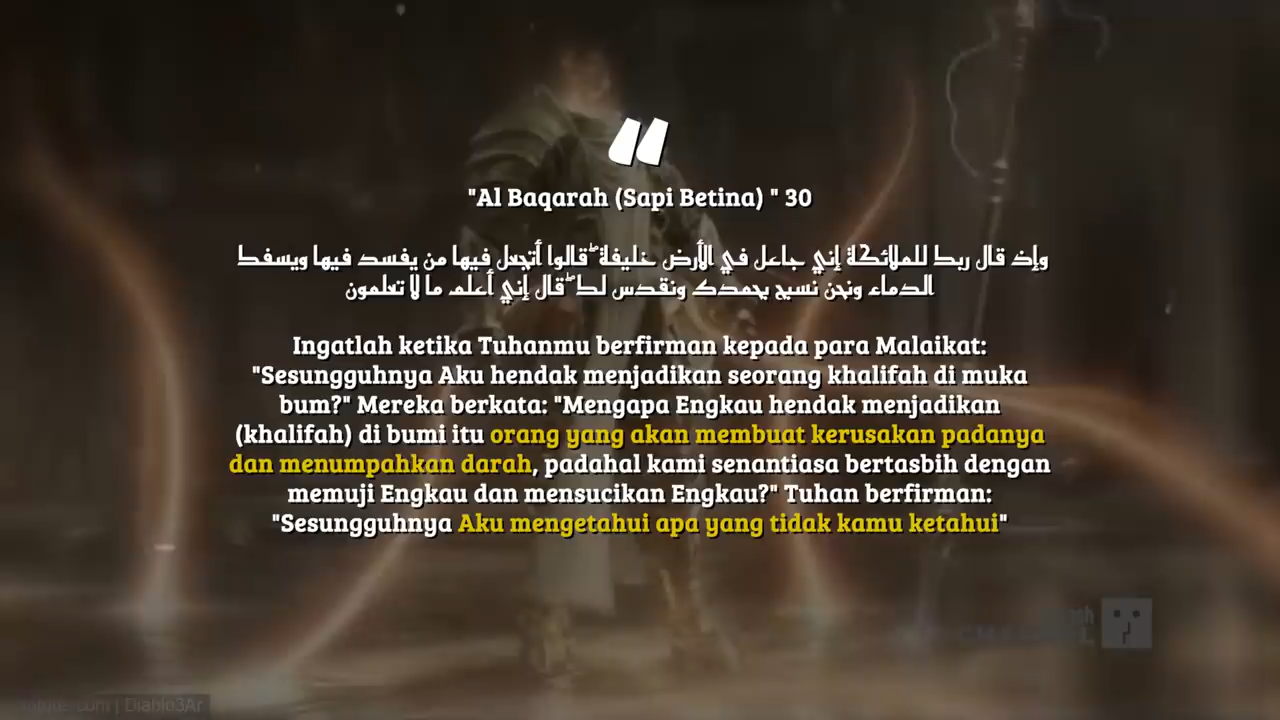 "Al Baqarah (Sapi Betina) " 30
وإذ قال ربك للملائكة إني جاعل في الأرض خليفة ۖ قالوا أتجعل فيها من يفسد فيها ويسفك
الدماء ونحن نسبح بحمدك ونقدس لك ۖ قال إني أعلم ما لا تعلمون
Ingatlah ketika Tuhanmu berfirman kepada para Malaikat:
"Sesungguhnya Aku hendak menjadikan seorang khalifah di muka
bum?" Mereka berkata: "Mengapa Engkau hendak menjadikan
(khalifah) di bumi itu orang yang akan membuat kerusakan padanya
dan menumpahkan darah, padahal kami senantiasa bertasbih dengan
memuji Engkau dan mensucikan Engkau?" Tuhan berfirman:
"Sesungguhnya Aku mengetahui apa yang tidak kamu ketahui"
CHANNEL
| Diablo3Ar